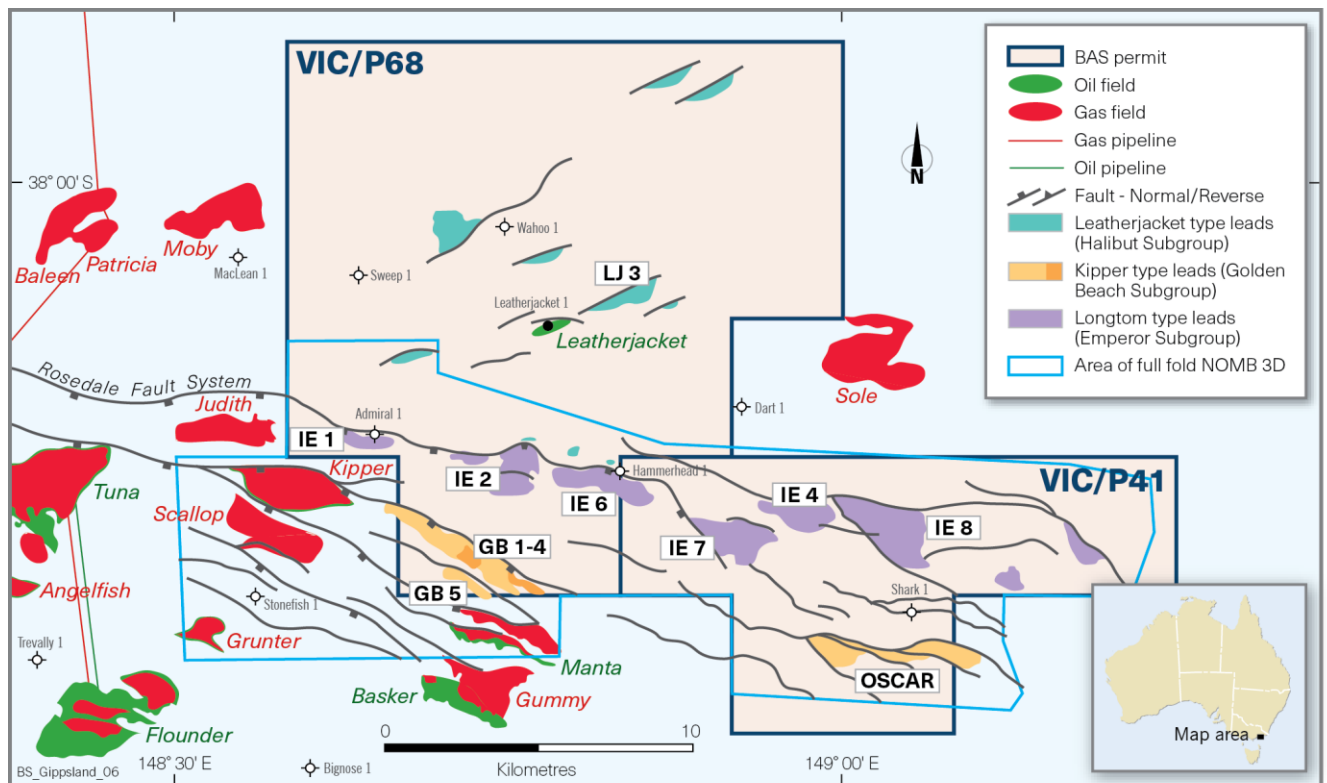 VIC/P68
BAS permit
Oil field
Gas field
Gas pipeline
Oil pipeline
Fault - Normal/Reverse
Leatherjacket type leads
(Halibut Subgroup)
Kipper type leads (Golden
Beach Subgroup)
Longtom type leads
(Emperor Subgroup)
Area of full fold NOMB 3D
N
38° 00' S
Baleen
Patricia
Moby
MacLean 1
Wahoo 1
Sweep 1
LJ 3
Leatherjacket 1
Leatherjacket
Sole
Dart 1
Rosedale Fault System
Judith
Admiral 1
IE 1
Kipper
IE 2
Hammerhead 1
IE 6
VIC/P41
IE 4
IE 8
IE 7
Tuna
Scallop
GB 1-4
GB 5
Angelfish
Stonefish 1
Shark 1
Grunter
Trevally 1
Manta
OSCAR
Basker
Gummy
Flounder
0
10
Kilometres
Map area
BS_Gippsland_06
148° 30' E
Bignose 1
149° 00' E